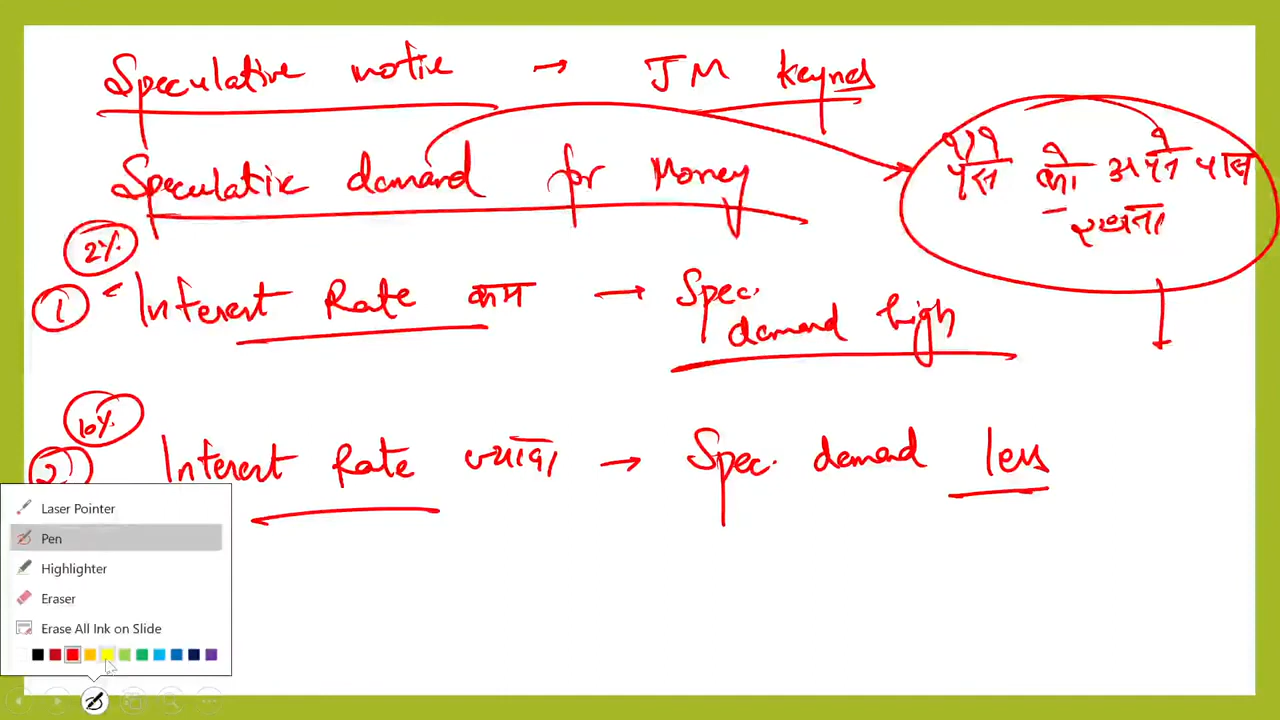 Speculative motive → JM Keynes
Speculative demand for Money
पैसे को अपने पास
रखना
2%
① Interest Rate कम → Spec.
demand high
10%
② Interest Rate ज्यादा → Spec. demand less
Laser Pointer
Pen
Highlighter
Eraser
Erase All Ink on Slide